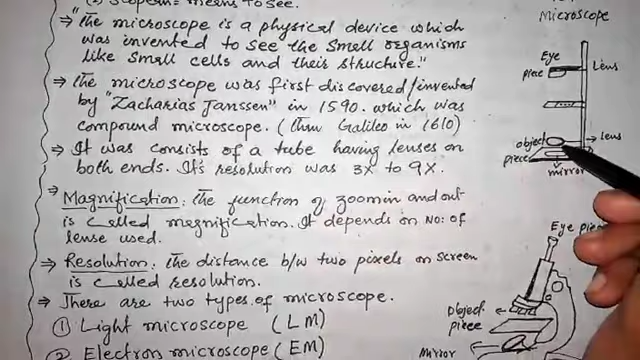 (2) Scopein = means to see.
→ "The microscope is a physical device which
was invented to see the small organisms
like small cells and their structure."
→ The microscope was first discovered/invented
by "Zacharias Janssen" in 1590. which was
compound microscope. (then Galileo in 1610)
→ It was consists of a tube having lenses on
both ends. It's resolution was 3X to 9X.
→ Magnification: The function of zoomin and out
is called magnification. It depends on No: of
lense used.
→ Resolution: The distance b/w two pixels on screen
is called resolution.
→ There are two types of microscope.
① Light microscope (LM)
② Electron microscope (EM)
Microscope
Eye
piece
Lens
object
piece
lens
mirror
Eye piece
Object
piece
Mirror